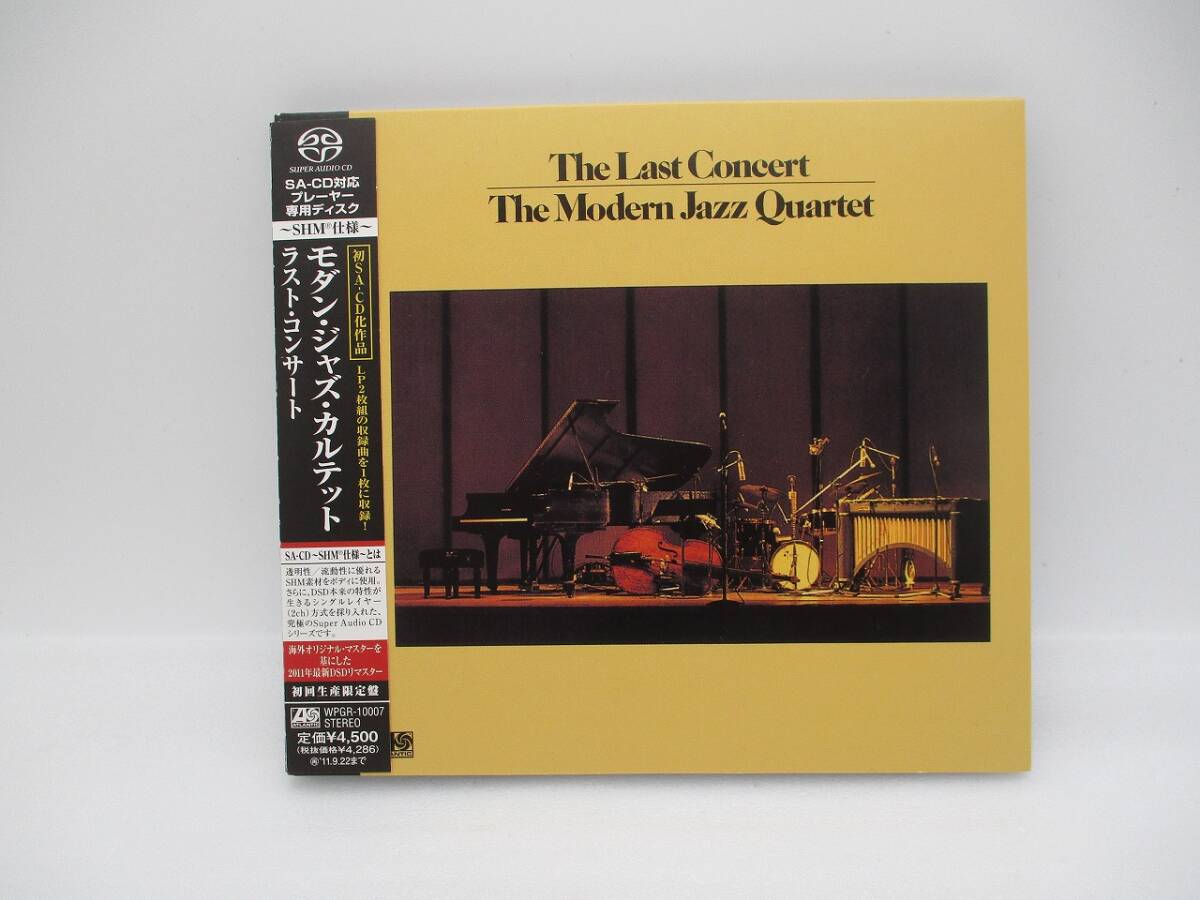 SUPER AUDIO CD
SA-CD対応
プレーヤー
専用ディスク
~SHM®仕様~
初SA-CD化作品
LP2枚組の収録曲を1枚に収録!
モダン・ジャズ・カルテット
ラスト・コンサート
SA-CD~SHM®仕様~とは
透明性/流動性に優れる
SHM素材をボディに使用。
さらに、DSD本来の特性が
生きるシングルレイヤー
(2ch)方式を採り入れた、
究極のSuper Audio CD
シリーズです。
海外オリジナル・マスターを
基にした
2011年最新DSDリマスター
初回生産限定盤
ATLANTIC
WPGR-10007
STEREO
定価¥4,500
(税抜価格¥4,286)
'11.9.22まで
The Last Concert
The Modern Jazz Quartet
ANTIC